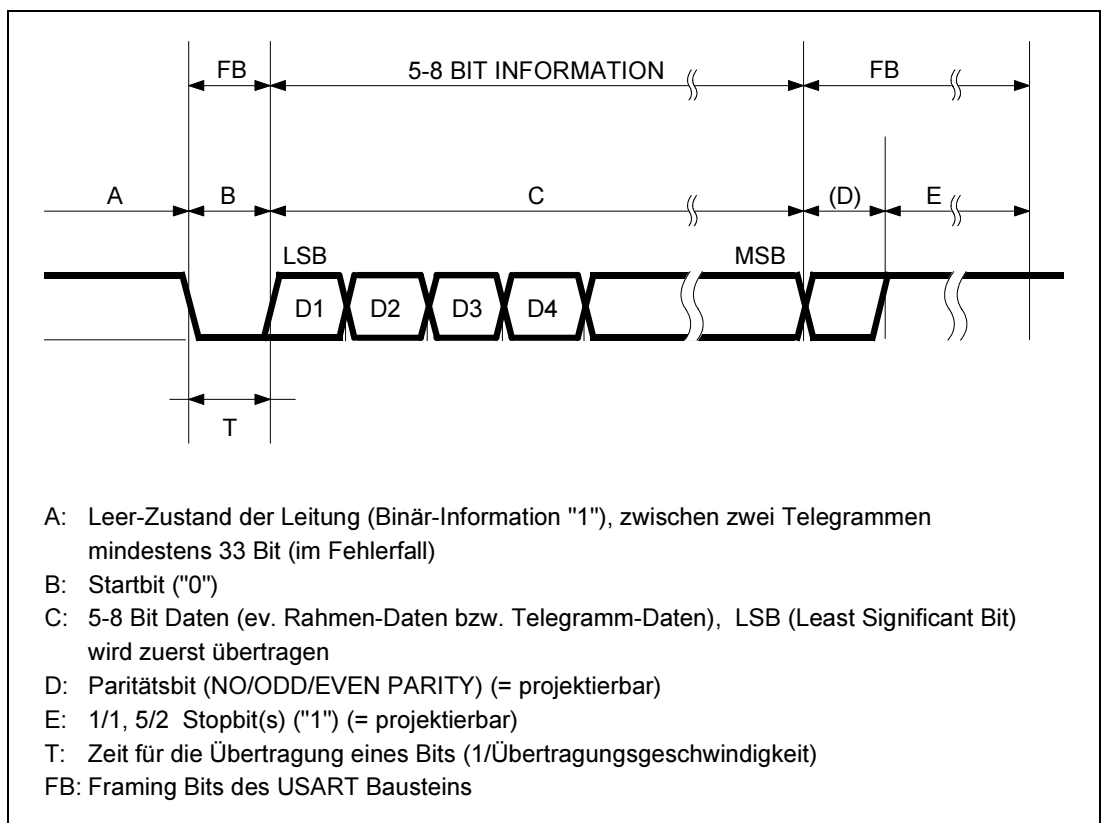 FB 5-8 BIT INFORMATION FB
A B C (D) E
LSB MSB
D1 D2 D3 D4
T
A: Leer-Zustand der Leitung (Binär-Information "1"), zwischen zwei Telegrammen
mindestens 33 Bit (im Fehlerfall)
B: Startbit ("0")
C: 5-8 Bit Daten (ev. Rahmen-Daten bzw. Telegramm-Daten), LSB (Least Significant Bit)
wird zuerst übertragen
D: Paritätsbit (NO/ODD/EVEN PARITY) (= projektierbar)
E: 1/1, 5/2 Stopbit(s) ("1") (= projektierbar)
T: Zeit für die Übertragung eines Bits (1/Übertragungsgeschwindigkeit)
FB: Framing Bits des USART Bausteins